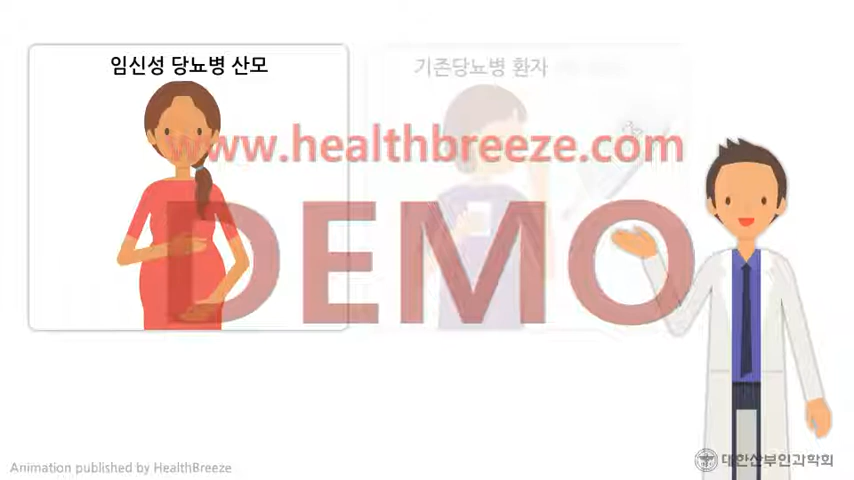 임신성 당뇨병 산모
기존당뇨병 환자
www.healthbreeze.com
DEMO
Animation published by HealthBreeze
대한산부인과학회